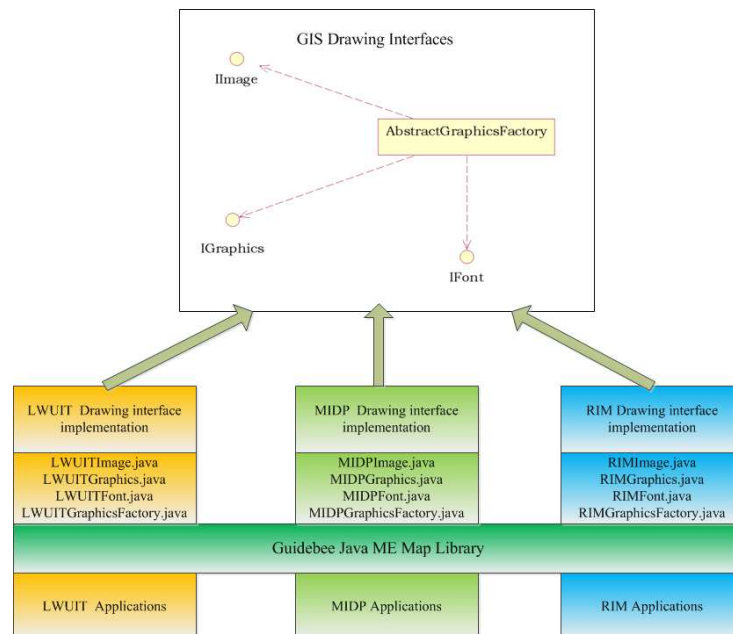 GIS Drawing Interfaces
IImage
AbstractGraphicsFactory
IGraphics
IFont
LWUIT Drawing interface
implementation
MIDP Drawing interface
implementation
RIM Drawing interface
implementation
LWUITImage.java
LWUITGraphics.java
LWUITFont.java
LWUITGraphicsFactory.java
MIDPImage.java
MIDPGraphics.java
MIDPFont.java
MIDPGraphicsFactory.java
RIMImage.java
RIMGraphics.java
RIMFont.java
RIMGraphicsFactory.java
Guidebee Java ME Map Library
LWUIT Applications
MIDP Applications
RIM Applications